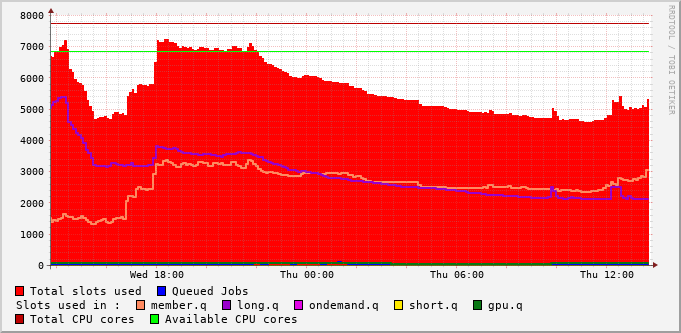 8000
7000
6000
5000
4000
3000
2000
1000
0
Wed 18:00 Thu 00:00 Thu 06:00 Thu 12:00
RRDTOOL / TOBI OETIKER
Total slots used Queued Jobs
Slots used in : member.q long.q ondemand.q short.q gpu.q
Total CPU cores Available CPU cores